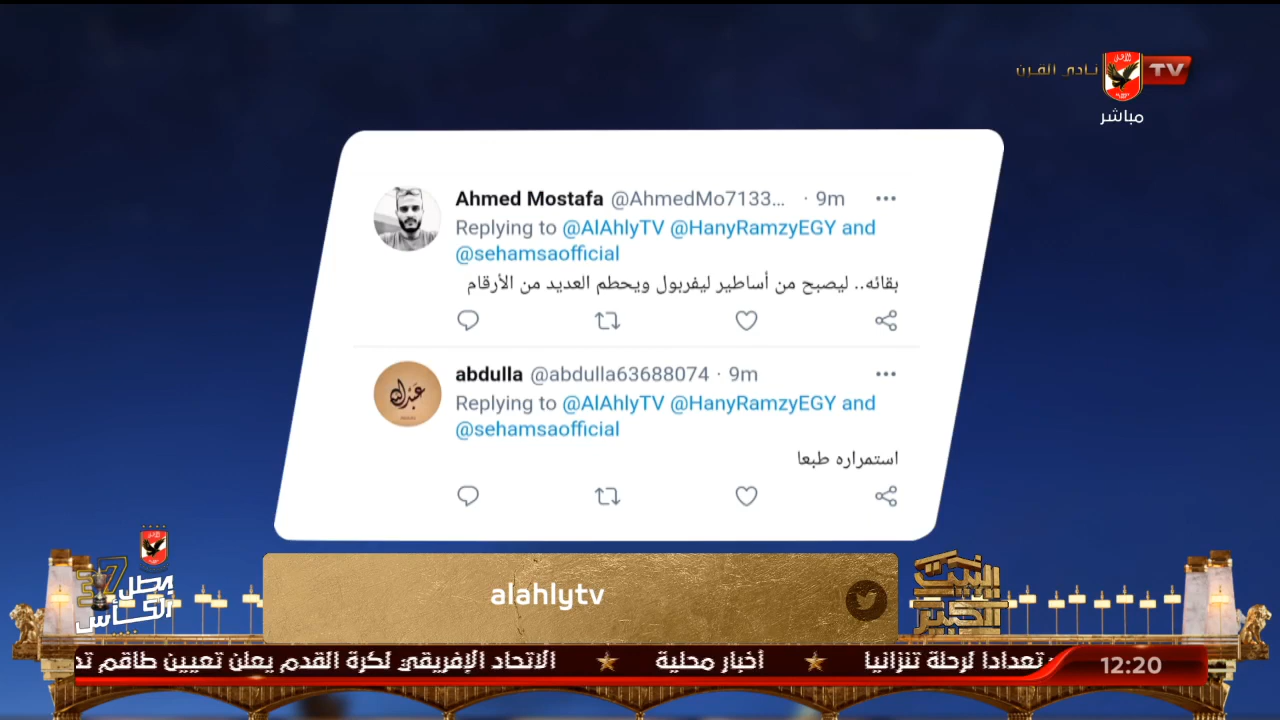 نادي القرن
TV
مباشر
Ahmed Mostafa @AhmedMo7133... · 9m
Replying to @AlAhlyTV @HanyRamzyEGY and
@sehamsaofficial
بقائه.. ليصبح من أساطير ليفربول ويحطم العديد من الأرقام
abdulla @abdulla63688074 · 9m
Replying to @AlAhlyTV @HanyRamzyEGY and
@sehamsaofficial
استمراره طبعا
37
بطل
الكأس
alahlytv
البيت
الكبير
تعدادا لرحلة تنزانيا ★ أخبار محلية ★ الاتحاد الإفريقي لكرة القدم يعلن تعيين طاقم تح
12:20